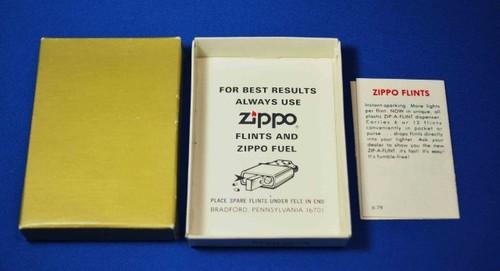 FOR BEST RESULTS
ALWAYS USE
Zippo®
FLINTS AND
ZIPPO FUEL
PLACE SPARE FLINTS UNDER FELT IN END
BRADFORD, PENNSYLVANIA 16701
ZIPPO FLINTS
Instant-sparking. More lights
per flint. NOW in unique, all
plastic ZIP-A-FLINT dispenser.
Carries 6 or 12 flints
conveniently in pocket or
purse . . . drops flints directly
into your lighter. Ask your
dealer to show you the new
ZIP-A-FLINT. It's fast! It's easy!
It's fumble-free!